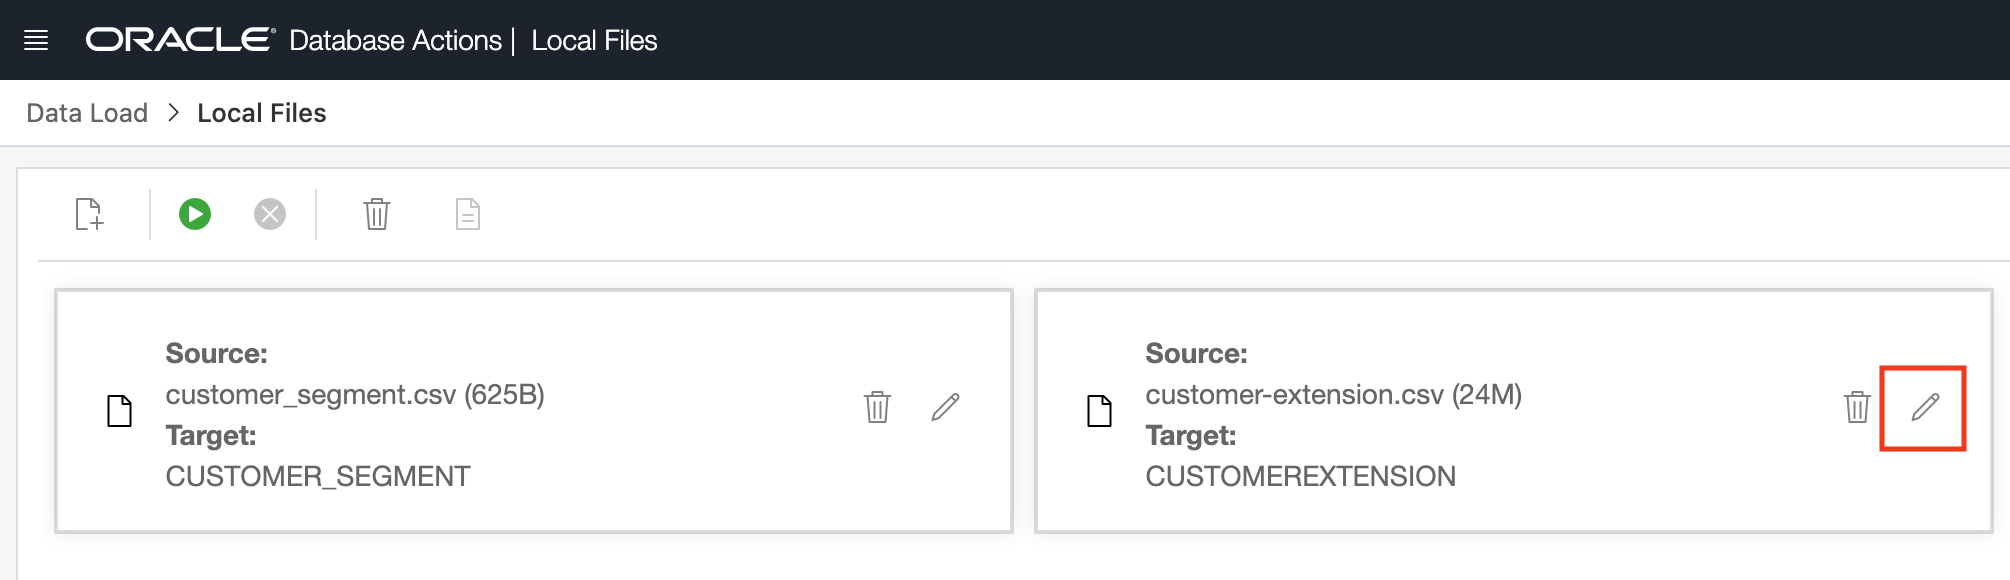 ORACLE® Database Actions | Local Files
Data Load > Local Files
Source:
customer_segment.csv (625B)
Target:
CUSTOMER_SEGMENT
Source:
customer-extension.csv (24M)
Target:
CUSTOMEREXTENSION